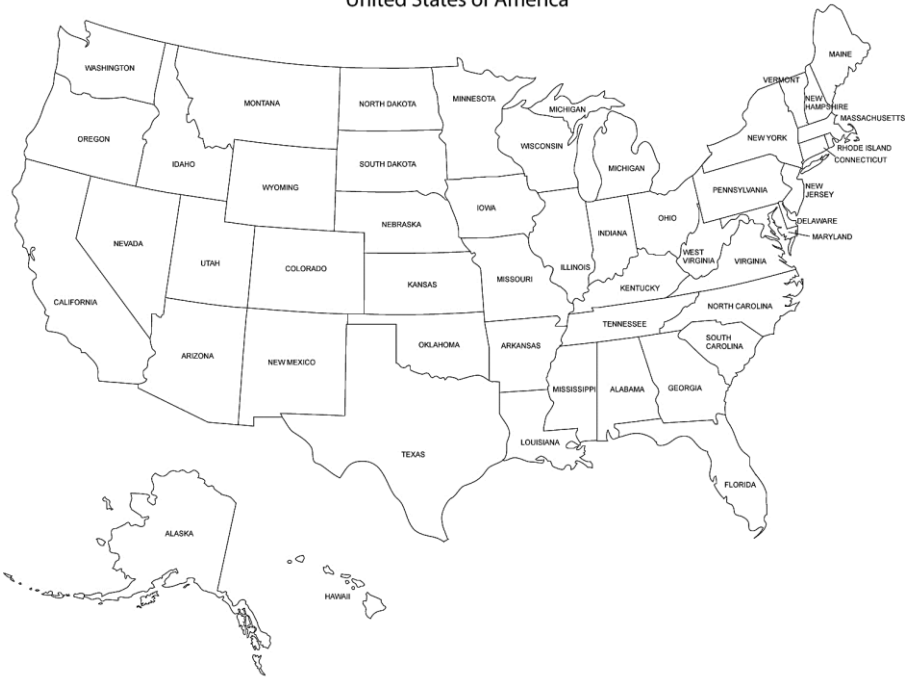 United States of America
WASHINGTON
MONTANA
NORTH DAKOTA
MINNESOTA
MICHIGAN
MAINE
VERMONT
NEW
HAMPSHIRE
MASSACHUSETTS
OREGON
IDAHO
SOUTH DAKOTA
WISCONSIN
NEW YORK
RHODE ISLAND
CONNECTICUT
MICHIGAN
WYOMING
PENNSYLVANIA
NEW
JERSEY
IOWA
NEBRASKA
OHIO
INDIANA
DELAWARE
MARYLAND
NEVADA
UTAH
COLORADO
ILLINOIS
WEST
VIRGINIA
VIRGINIA
KANSAS
MISSOURI
KENTUCKY
CALIFORNIA
NORTH CAROLINA
TENNESSEE
SOUTH
CAROLINA
ARIZONA
NEW MEXICO
OKLAHOMA
ARKANSAS
MISSISSIPPI
ALABAMA
GEORGIA
TEXAS
LOUISIANA
FLORIDA
ALASKA
HAWAII